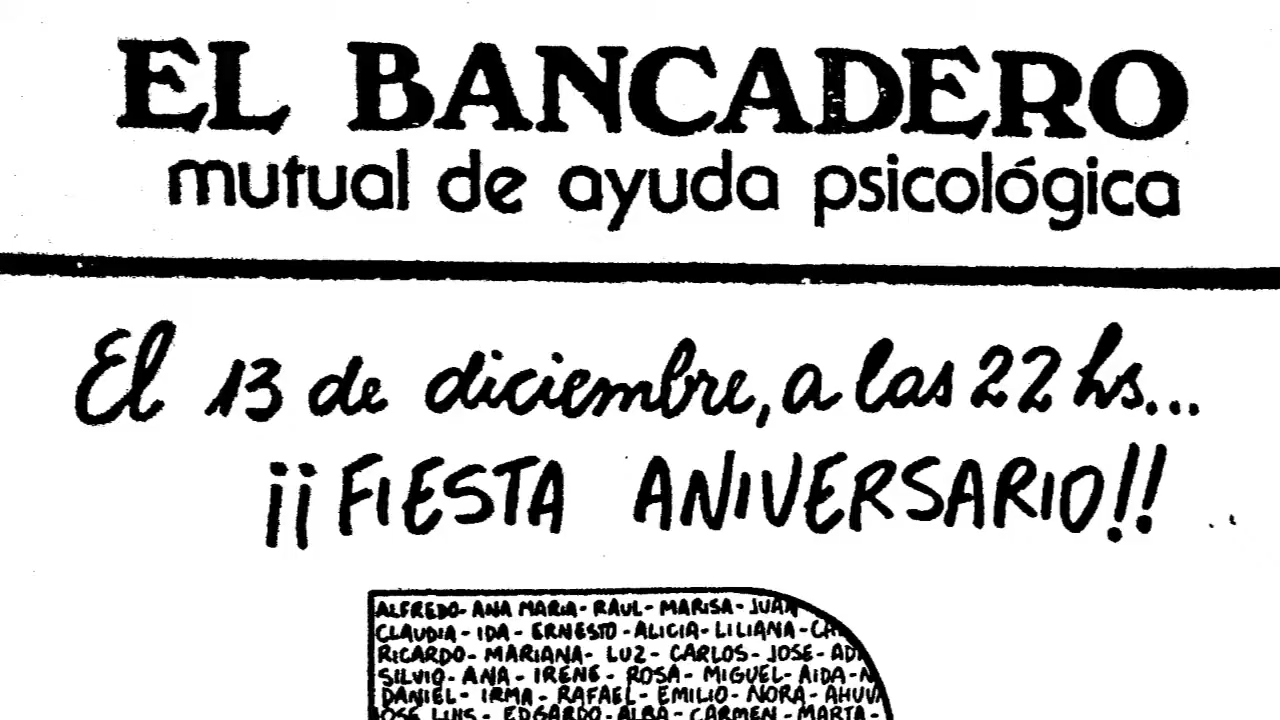 EL BANCADERO
mutual de ayuda psicológica
El 13 de diciembre, a las 22 hs...
¡¡FIESTA ANIVERSARIO!!
ALFREDO- ANA MARIA- RAUL- MARISA- JUAN
CLAUDIA- IDA- ERNESTO-ALICIA- LILIANA-
RICARDO- MARIANA- LUZ- CARLOS- JOSE-
SILVIO- ANA- IRENE- ROSA- MIGUEL- AIDA-
DANIEL- IRMA- RAFAEL- EMILIO- NORA-
JOSE LUIS- EDGARDO- ALBA- CARMEN- MARTA-